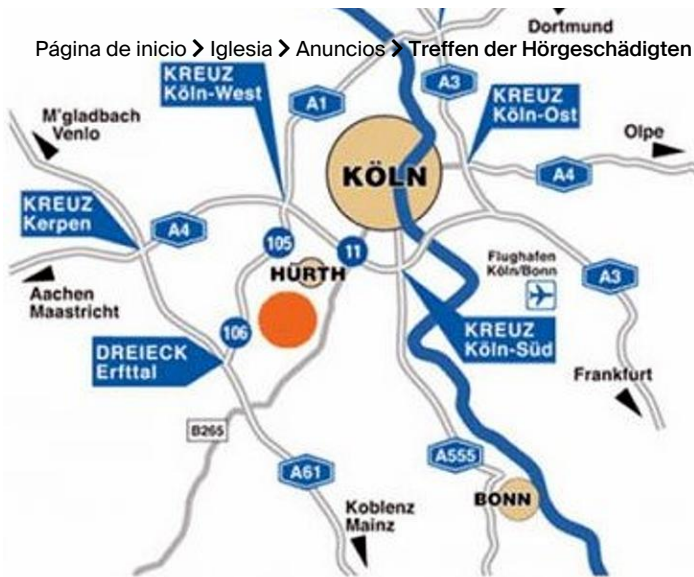 Dortmund
Página de inicio > Iglesia > Anuncios > Treffen der Hörgeschädigten
KREUZ
Köln-West
A1
A3
KREUZ
Köln-Ost
M'gladbach
Venlo
Olpe
KÖLN
A4
KREUZ
Kerpen
A4
105
11
HÜRTH
Flughafen
Köln/Bonn
A3
Aachen
Maastricht
106
KREUZ
Köln-Süd
DREIECK
Erfttal
Frankfurt
B265
A555
A61
BONN
Koblenz
Mainz